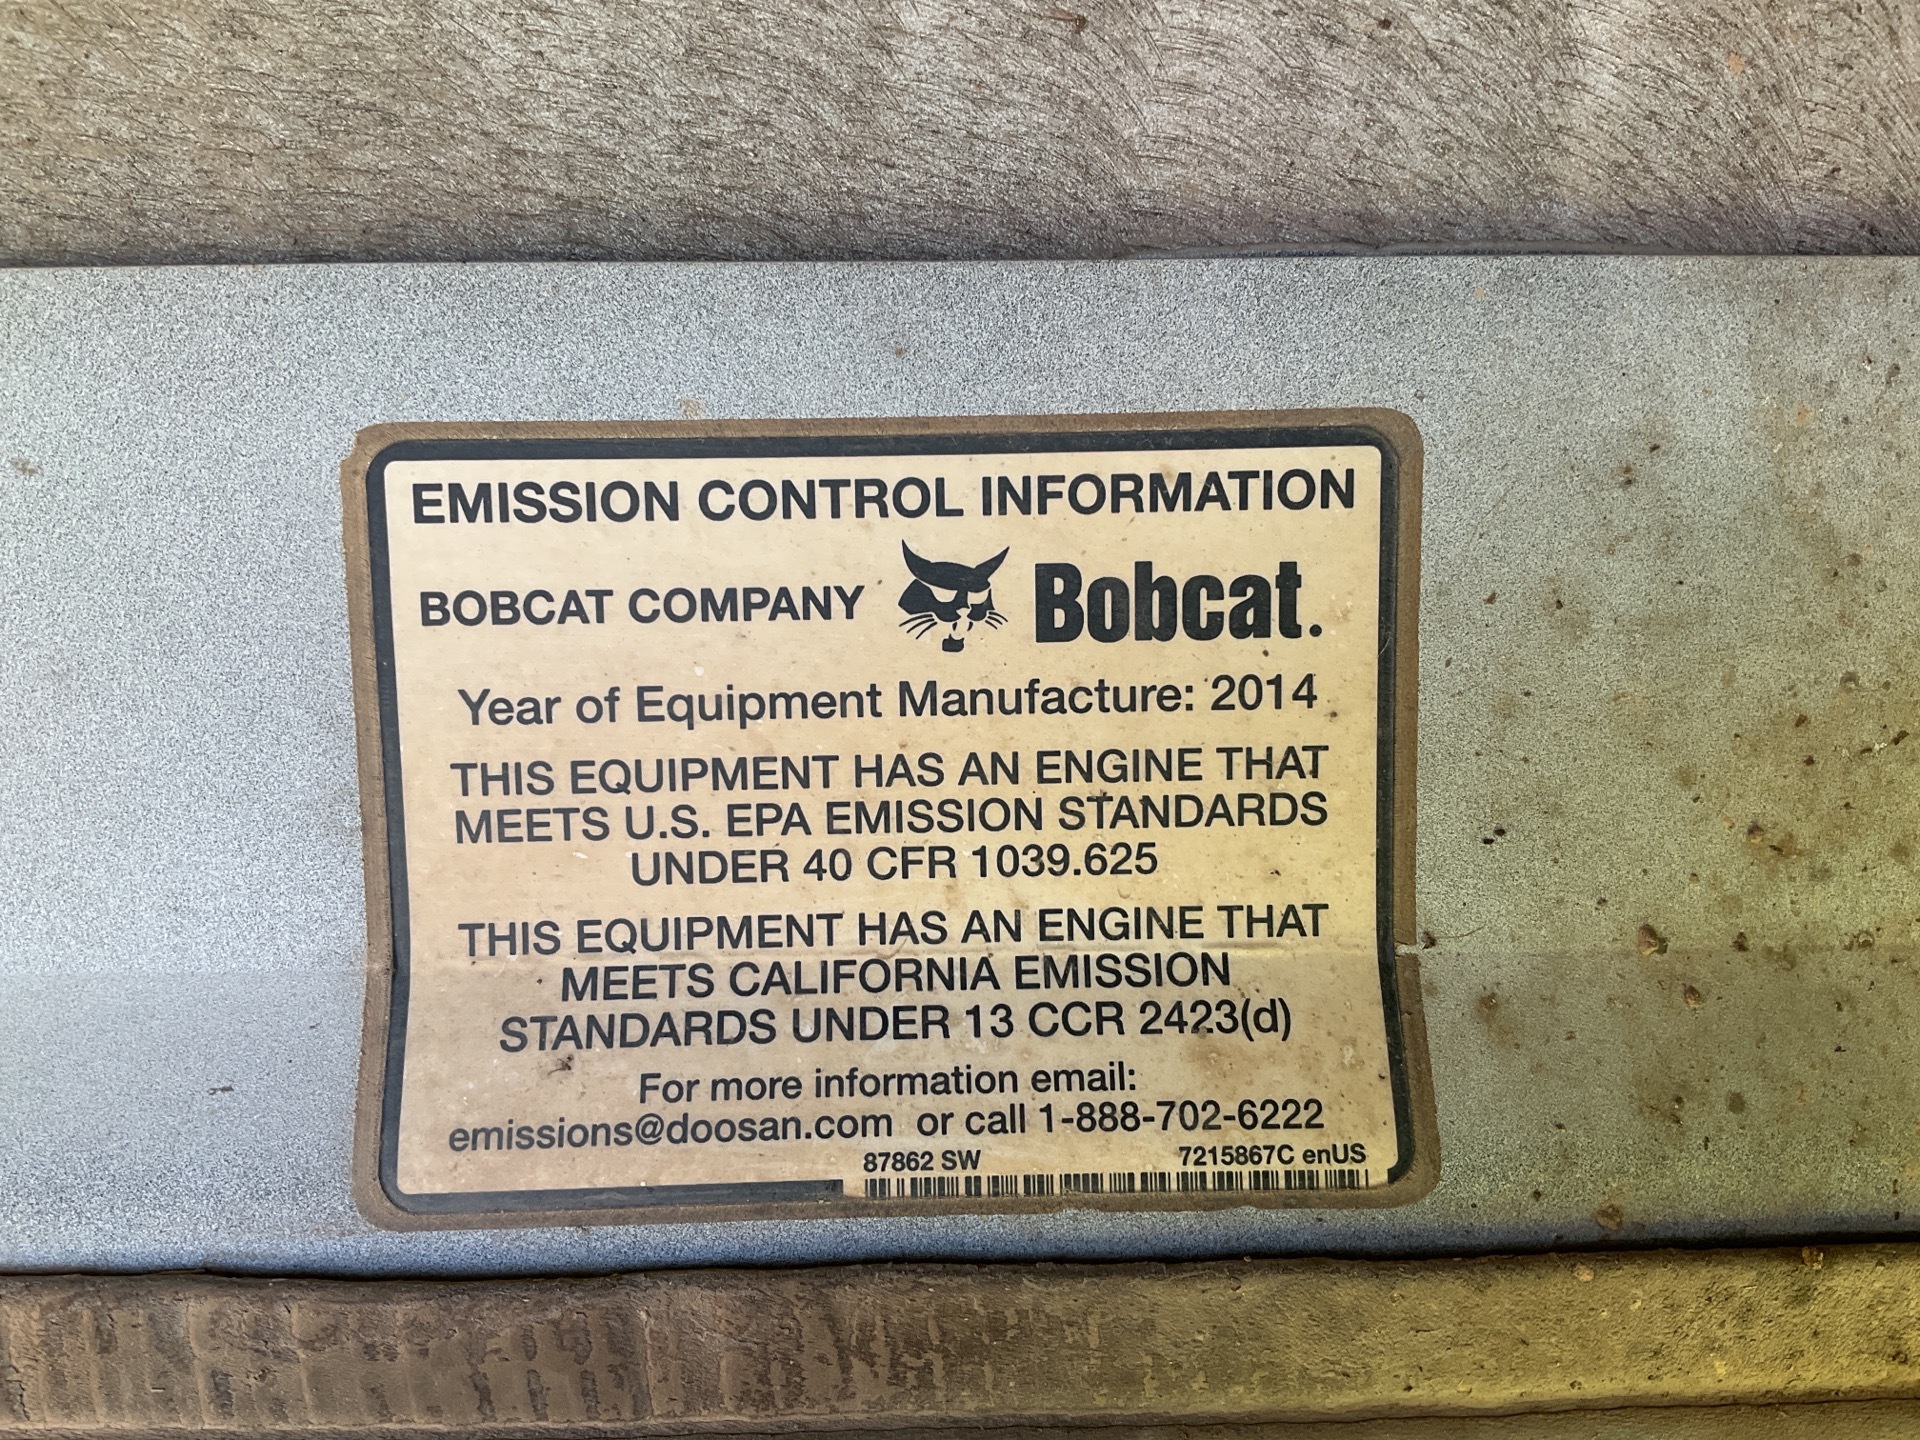 EMISSION CONTROL INFORMATION
BOBCAT COMPANY Bobcat.
Year of Equipment Manufacture: 2014
THIS EQUIPMENT HAS AN ENGINE THAT
MEETS U.S. EPA EMISSION STANDARDS
UNDER 40 CFR 1039.625
THIS EQUIPMENT HAS AN ENGINE THAT
MEETS CALIFORNIA EMISSION
STANDARDS UNDER 13 CCR 2423(d)
For more information email:
emissions@doosan.com or call 1-888-702-6222
87862 SW 7215867C enUS